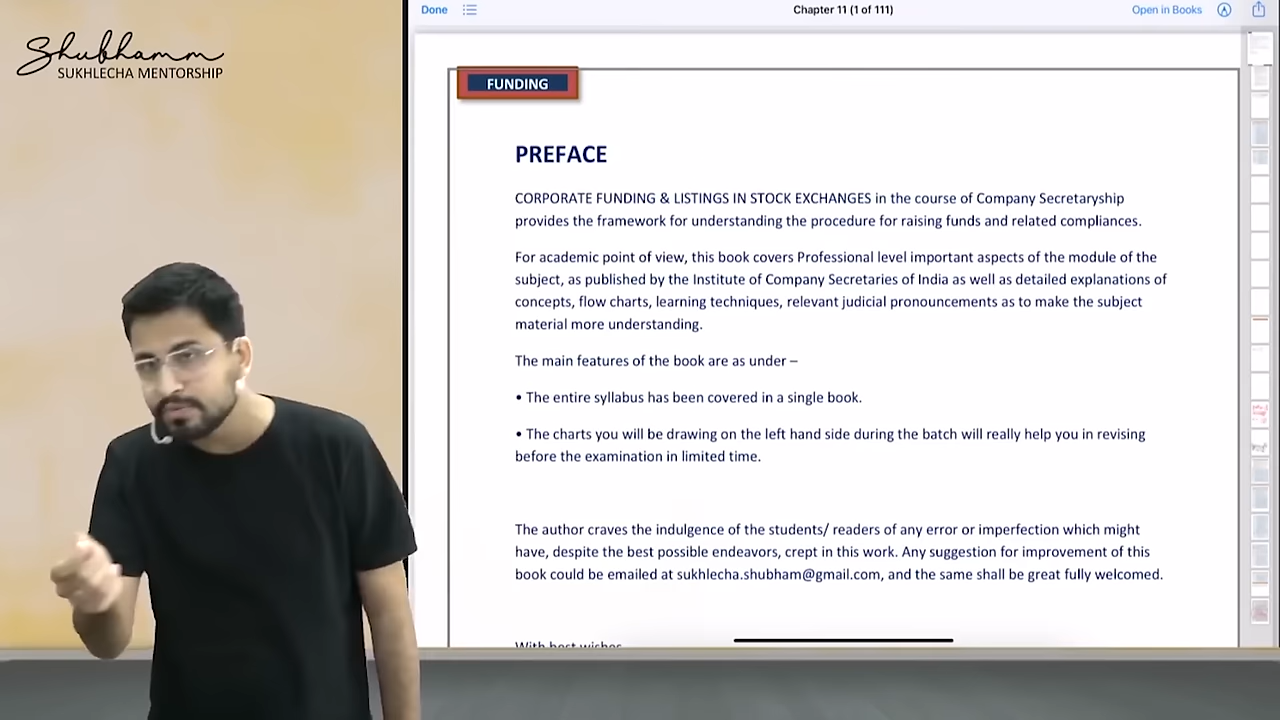 Shubhamm
SUKHLECHA MENTORSHIP
Done
Chapter 11 (1 of 111)
Open in Books
FUNDING
PREFACE
CORPORATE FUNDING & LISTINGS IN STOCK EXCHANGES in the course of Company Secretaryship
provides the framework for understanding the procedure for raising funds and related compliances.
For academic point of view, this book covers Professional level important aspects of the module of the
subject, as published by the Institute of Company Secretaries of India as well as detailed explanations of
concepts, flow charts, learning techniques, relevant judicial pronouncements as to make the subject
material more understanding.
The main features of the book are as under –
• The entire syllabus has been covered in a single book.
• The charts you will be drawing on the left hand side during the batch will really help you in revising
before the examination in limited time.
The author craves the indulgence of the students/ readers of any error or imperfection which might
have, despite the best possible endeavors, crept in this work. Any suggestion for improvement of this
book could be emailed at sukhlecha.shubham@gmail.com, and the same shall be great fully welcomed.
With best wishes